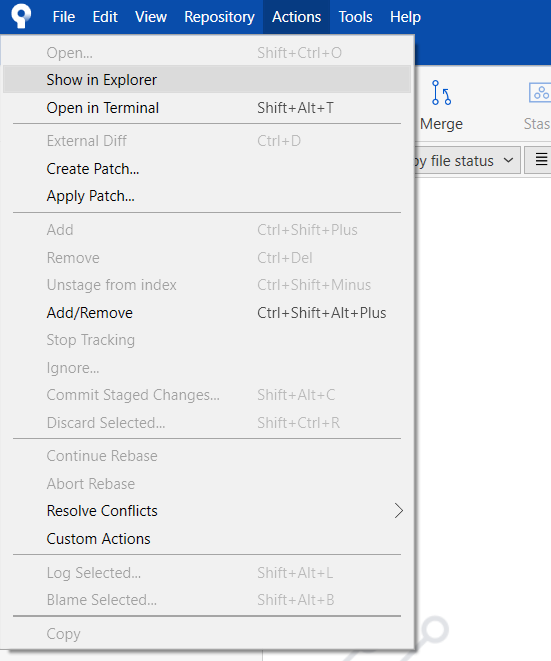 File Edit View Repository Actions Tools Help
Open... Shift+Ctrl+O
Show in Explorer
Open in Terminal Shift+Alt+T
Merge
Stas
External Diff Ctrl+D
by file status
Create Patch...
Apply Patch...
Add Ctrl+Shift+Plus
Remove Ctrl+Del
Unstage from index Ctrl+Shift+Minus
Add/Remove Ctrl+Shift+Alt+Plus
Stop Tracking
Ignore...
Commit Staged Changes... Shift+Alt+C
Discard Selected... Shift+Ctrl+R
Continue Rebase
Abort Rebase
Resolve Conflicts
Custom Actions
Log Selected... Shift+Alt+L
Blame Selected... Shift+Alt+B
Copy